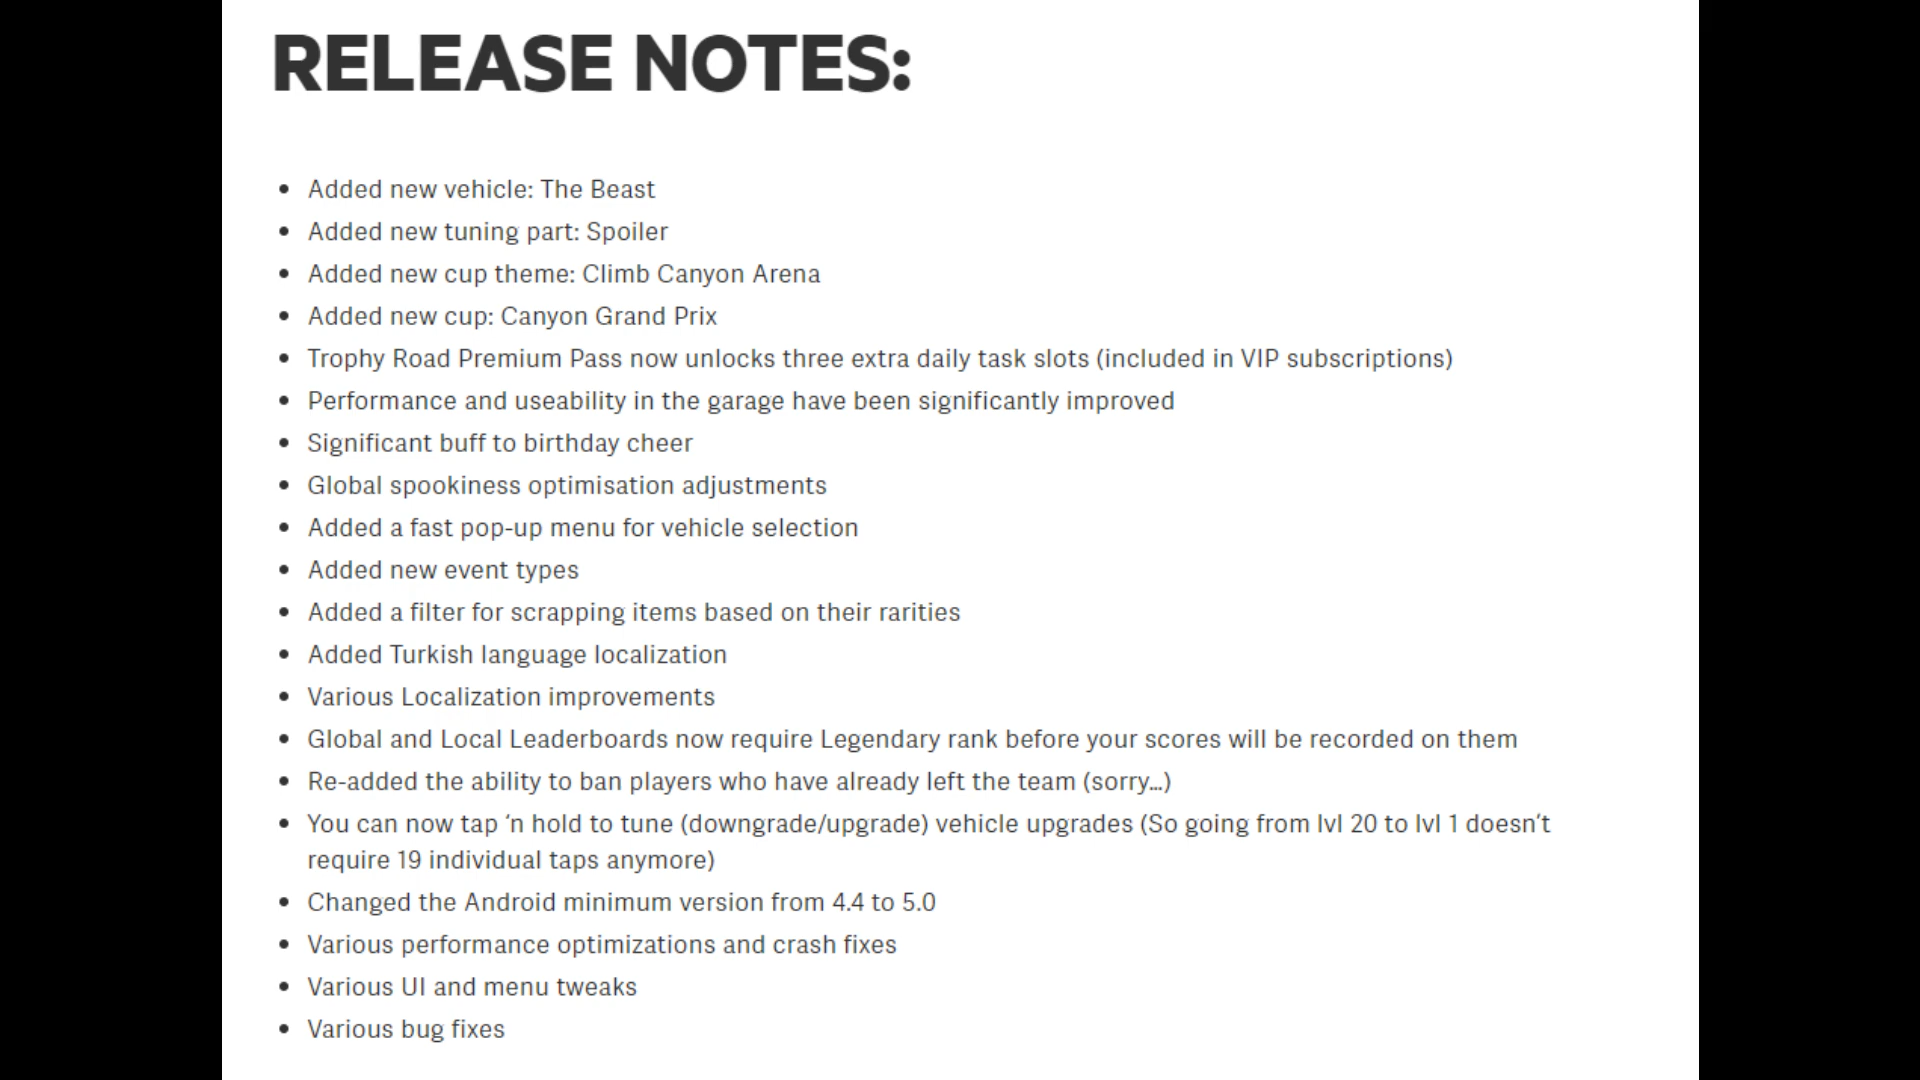 RELEASE NOTES:
• Added new vehicle: The Beast
• Added new tuning part: Spoiler
• Added new cup theme: Climb Canyon Arena
• Added new cup: Canyon Grand Prix
• Trophy Road Premium Pass now unlocks three extra daily task slots (included in VIP subscriptions)
• Performance and useability in the garage have been significantly improved
• Significant buff to birthday cheer
• Global spookiness optimisation adjustments
• Added a fast pop-up menu for vehicle selection
• Added new event types
• Added a filter for scrapping items based on their rarities
• Added Turkish language localization
• Various Localization improvements
• Global and Local Leaderboards now require Legendary rank before your scores will be recorded on them
• Re-added the ability to ban players who have already left the team (sorry…)
• You can now tap ‘n hold to tune (downgrade/upgrade) vehicle upgrades (So going from lvl 20 to lvl 1 doesn’t
require 19 individual taps anymore)
• Changed the Android minimum version from 4.4 to 5.0
• Various performance optimizations and crash fixes
• Various UI and menu tweaks
• Various bug fixes